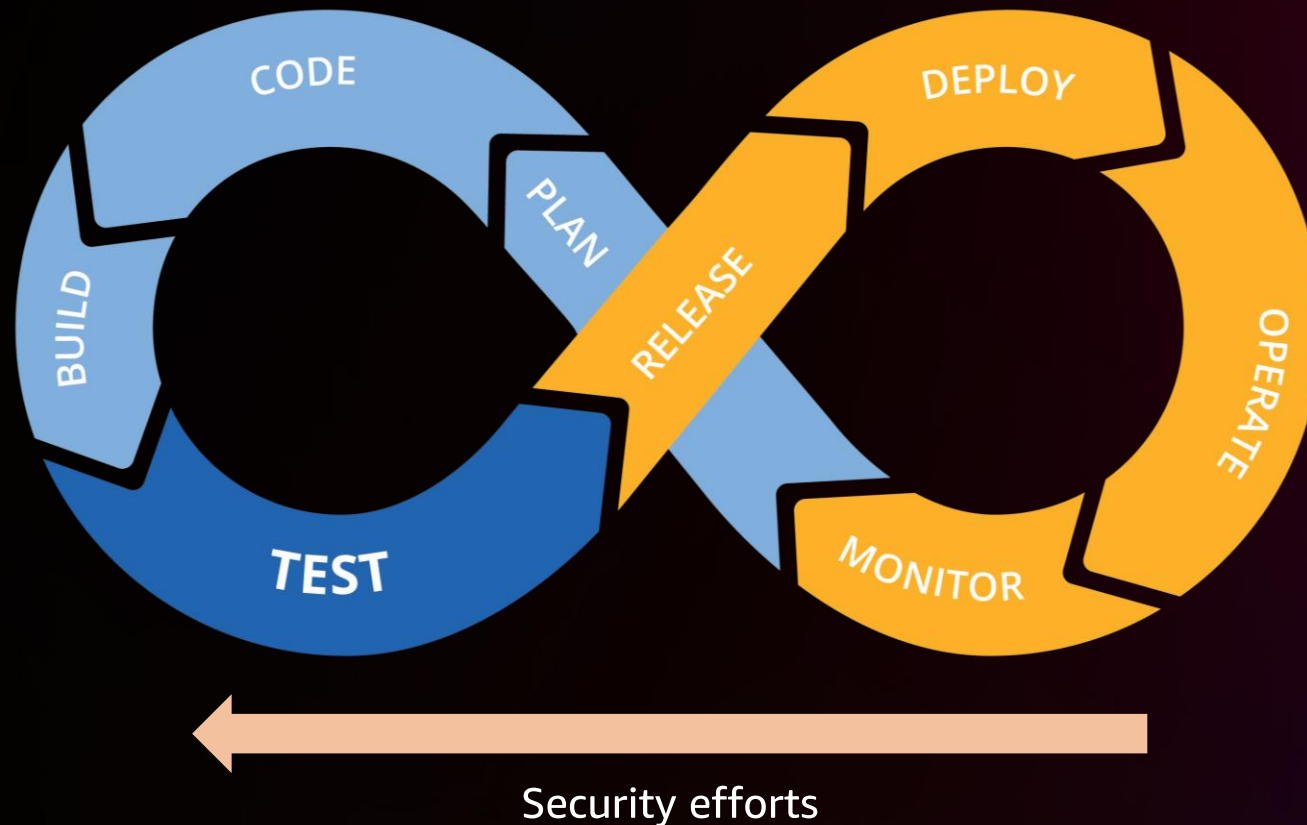 CODE
DEPLOY
PLAN
RELEASE
BUILD
OPERATE
TEST
MONITOR
Security efforts